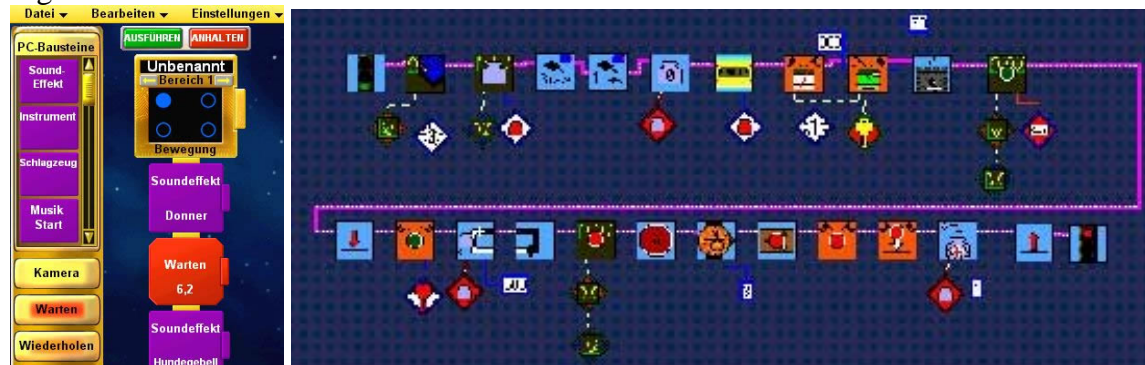 Datei Bearbeiten Einstellungen
PC-Bausteine
Sound-
Effekt
Instrument
Schlagzeug
Musik
Start
Kamera
Warten
Wiederholen
AUSFÜHREN ANHALTEN
Unbenannt
Bereich 1
Bewegung
Soundeffekt
Donner
Warten
6,2
Soundeffekt
Hundegebell